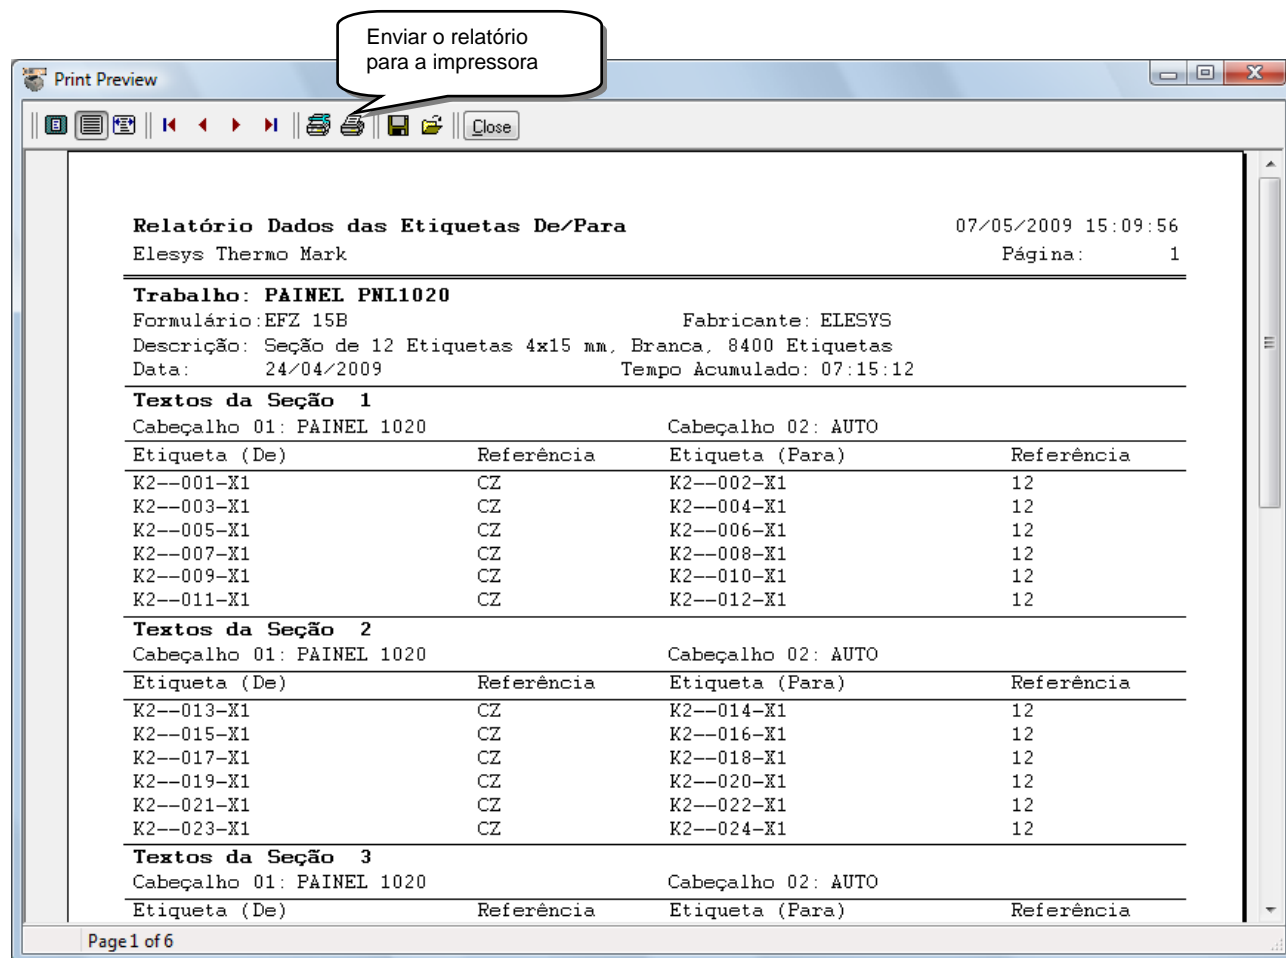 Enviar o relatório
para a impressora
Print Preview
Close
Relatório Dados das Etiquetas De/Para 07/05/2009 15:09:56
Elesys Thermo Mark Página: 1
Trabalho: PAINEL PNL1020
Formulário:EFZ 15B Fabricante: ELESYS
Descrição: Seção de 12 Etiquetas 4x15 mm, Branca, 8400 Etiquetas
Data: 24/04/2009 Tempo Acumulado: 07:15:12
Textos da Seção 1
Cabeçalho 01: PAINEL 1020 Cabeçalho 02: AUTO
Etiqueta (De) Referência Etiqueta (Para) Referência
K2--001-X1 CZ K2--002-X1 12
K2--003-X1 CZ K2--004-X1 12
K2--005-X1 CZ K2--006-X1 12
K2--007-X1 CZ K2--008-X1 12
K2--009-X1 CZ K2--010-X1 12
K2--011-X1 CZ K2--012-X1 12
Textos da Seção 2
Cabeçalho 01: PAINEL 1020 Cabeçalho 02: AUTO
Etiqueta (De) Referência Etiqueta (Para) Referência
K2--013-X1 CZ K2--014-X1 12
K2--015-X1 CZ K2--016-X1 12
K2--017-X1 CZ K2--018-X1 12
K2--019-X1 CZ K2--020-X1 12
K2--021-X1 CZ K2--022-X1 12
K2--023-X1 CZ K2--024-X1 12
Textos da Seção 3
Cabeçalho 01: PAINEL 1020 Cabeçalho 02: AUTO
Etiqueta (De) Referência Etiqueta (Para) Referência
Page 1 of 6